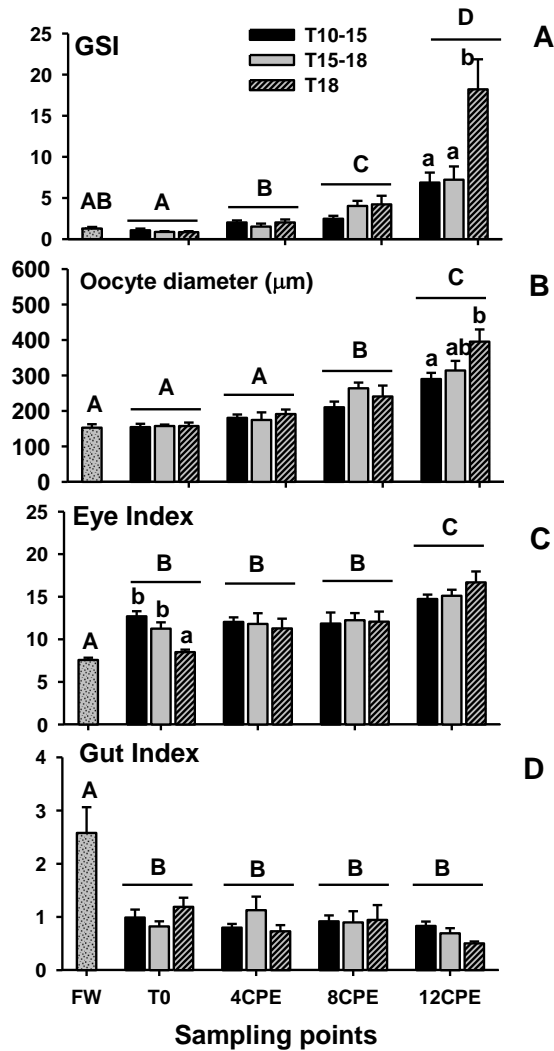 GSI
A
T10-15
T15-18
T18
25
20
15
10
5
0
AB
A
B
C
D
a a b
Oocyte diameter (μm)
B
600
500
400
300
200
100
0
A
A
A
B
C
a ab b
Eye Index
C
25
20
15
10
5
0
A
B
B
B
C
b b a
Gut Index
D
4
3
2
1
0
A
B
B
B
B
FW T0 4CPE 8CPE 12CPE
Sampling points